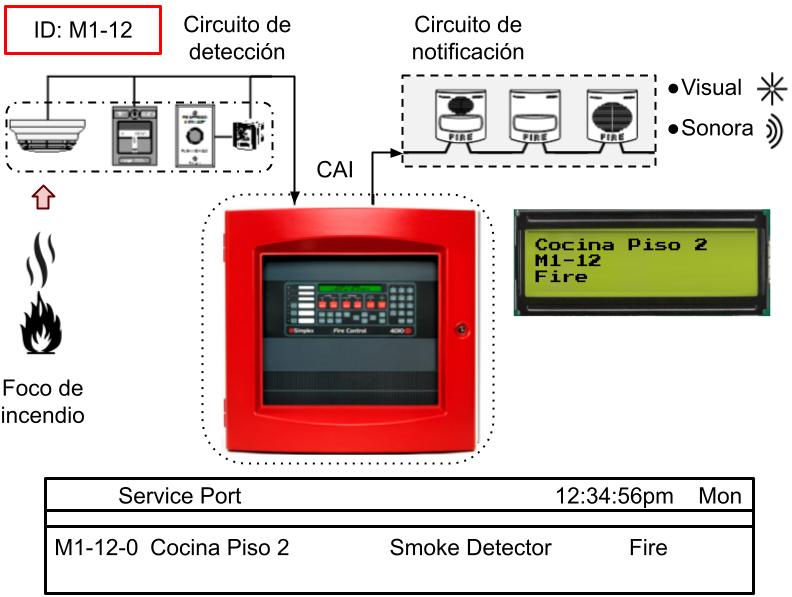 ID: M1-12
Circuito de
detección
Circuito de
notificación
●Visual
●Sonora
CAI
FIRE
FIRE
FIRE
Cocina Piso 2
M1-12
Fire
Simplex Fire Control 4010
Foco de
incendio
Service Port 12:34:56pm Mon
M1-12-0 Cocina Piso 2 Smoke Detector Fire